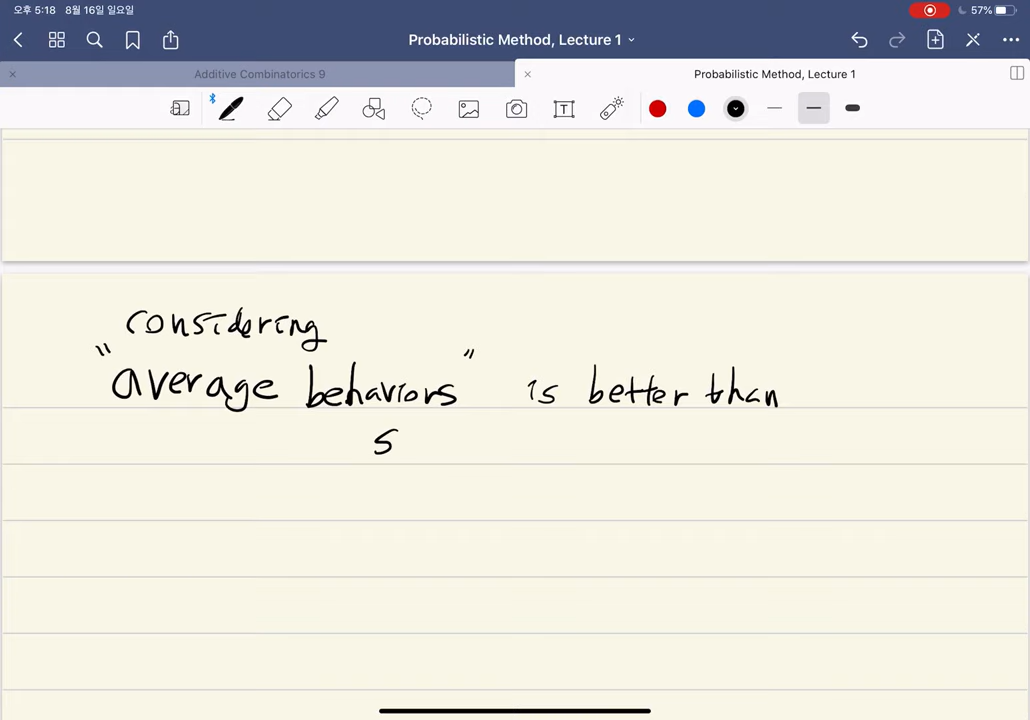 오후 5:18 8월 16일 일요일 57%
Probabilistic Method, Lecture 1
Additive Combinatorics 9
Probabilistic Method, Lecture 1
considering
"average behaviors" is better than
s